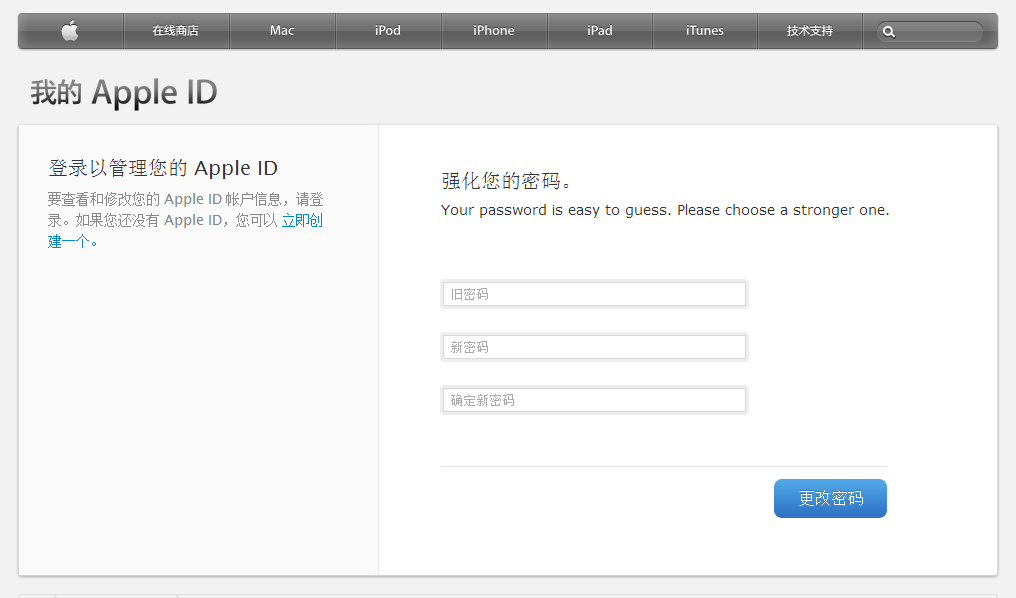 在线商店
Mac
iPod
iPhone
iPad
iTunes
技术支持
我的 Apple ID
登录以管理您的 Apple ID
要查看和修改您的 Apple ID 帐户信息，请登
录。如果您还没有 Apple ID，您可以 立即创
建一个。
强化您的密码。
Your password is easy to guess. Please choose a stronger one.
旧密码
新密码
确定新密码
更改密码